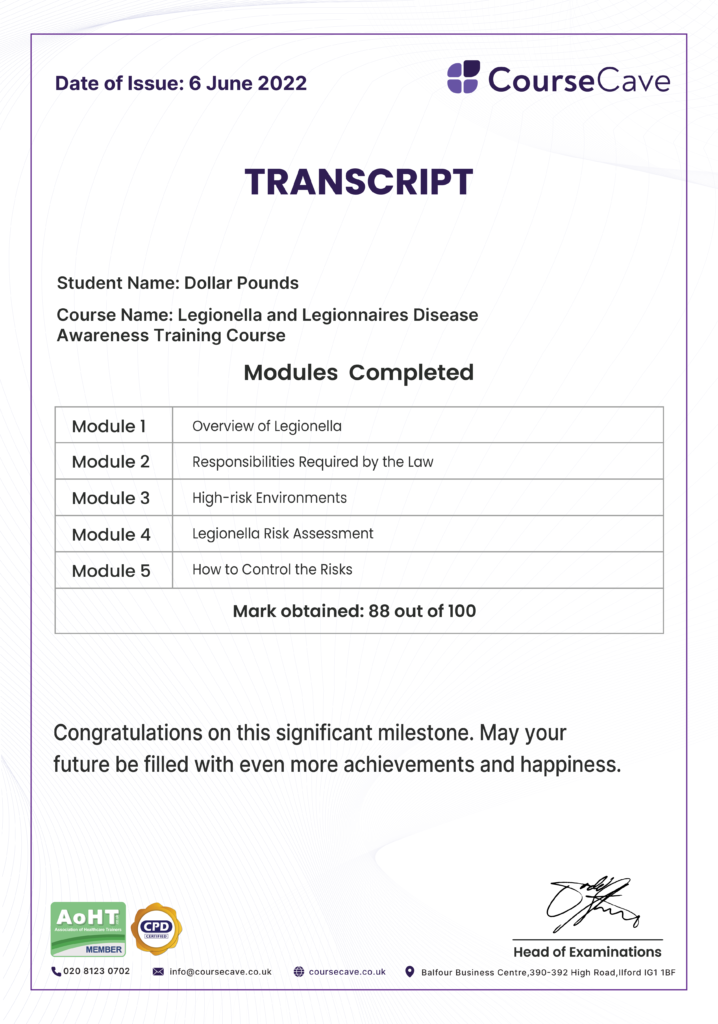 Date of Issue: 6 June 2022
CourseCave
TRANSCRIPT
Student Name: Dollar Pounds
Course Name: Legionella and Legionnaires Disease
Awareness Training Course
Modules Completed
Module 1 Overview of Legionella
Module 2 Responsibilities Required by the Law
Module 3 High-risk Environments
Module 4 Legionella Risk Assessment
Module 5 How to Control the Risks
Mark obtained: 88 out of 100
Congratulations on this significant milestone. May your
future be filled with even more achievements and happiness.
AoHT
Association of Healthcare Trainers
MEMBER
CPD
CERTIFIED
Head of Examinations
020 8123 0702 info@coursecave.co.uk coursecave.co.uk Balfour Business Centre,390-392 High Road,Ilford IG1 1BF